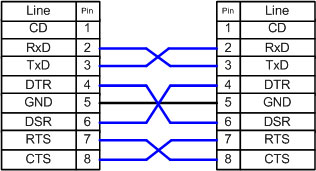 Line Pin Pin Line
CD 1 1 CD
RxD 2 2 RxD
TxD 3 3 TxD
DTR 4 4 DTR
GND 5 5 GND
DSR 6 6 DSR
RTS 7 7 RTS
CTS 8 8 CTS